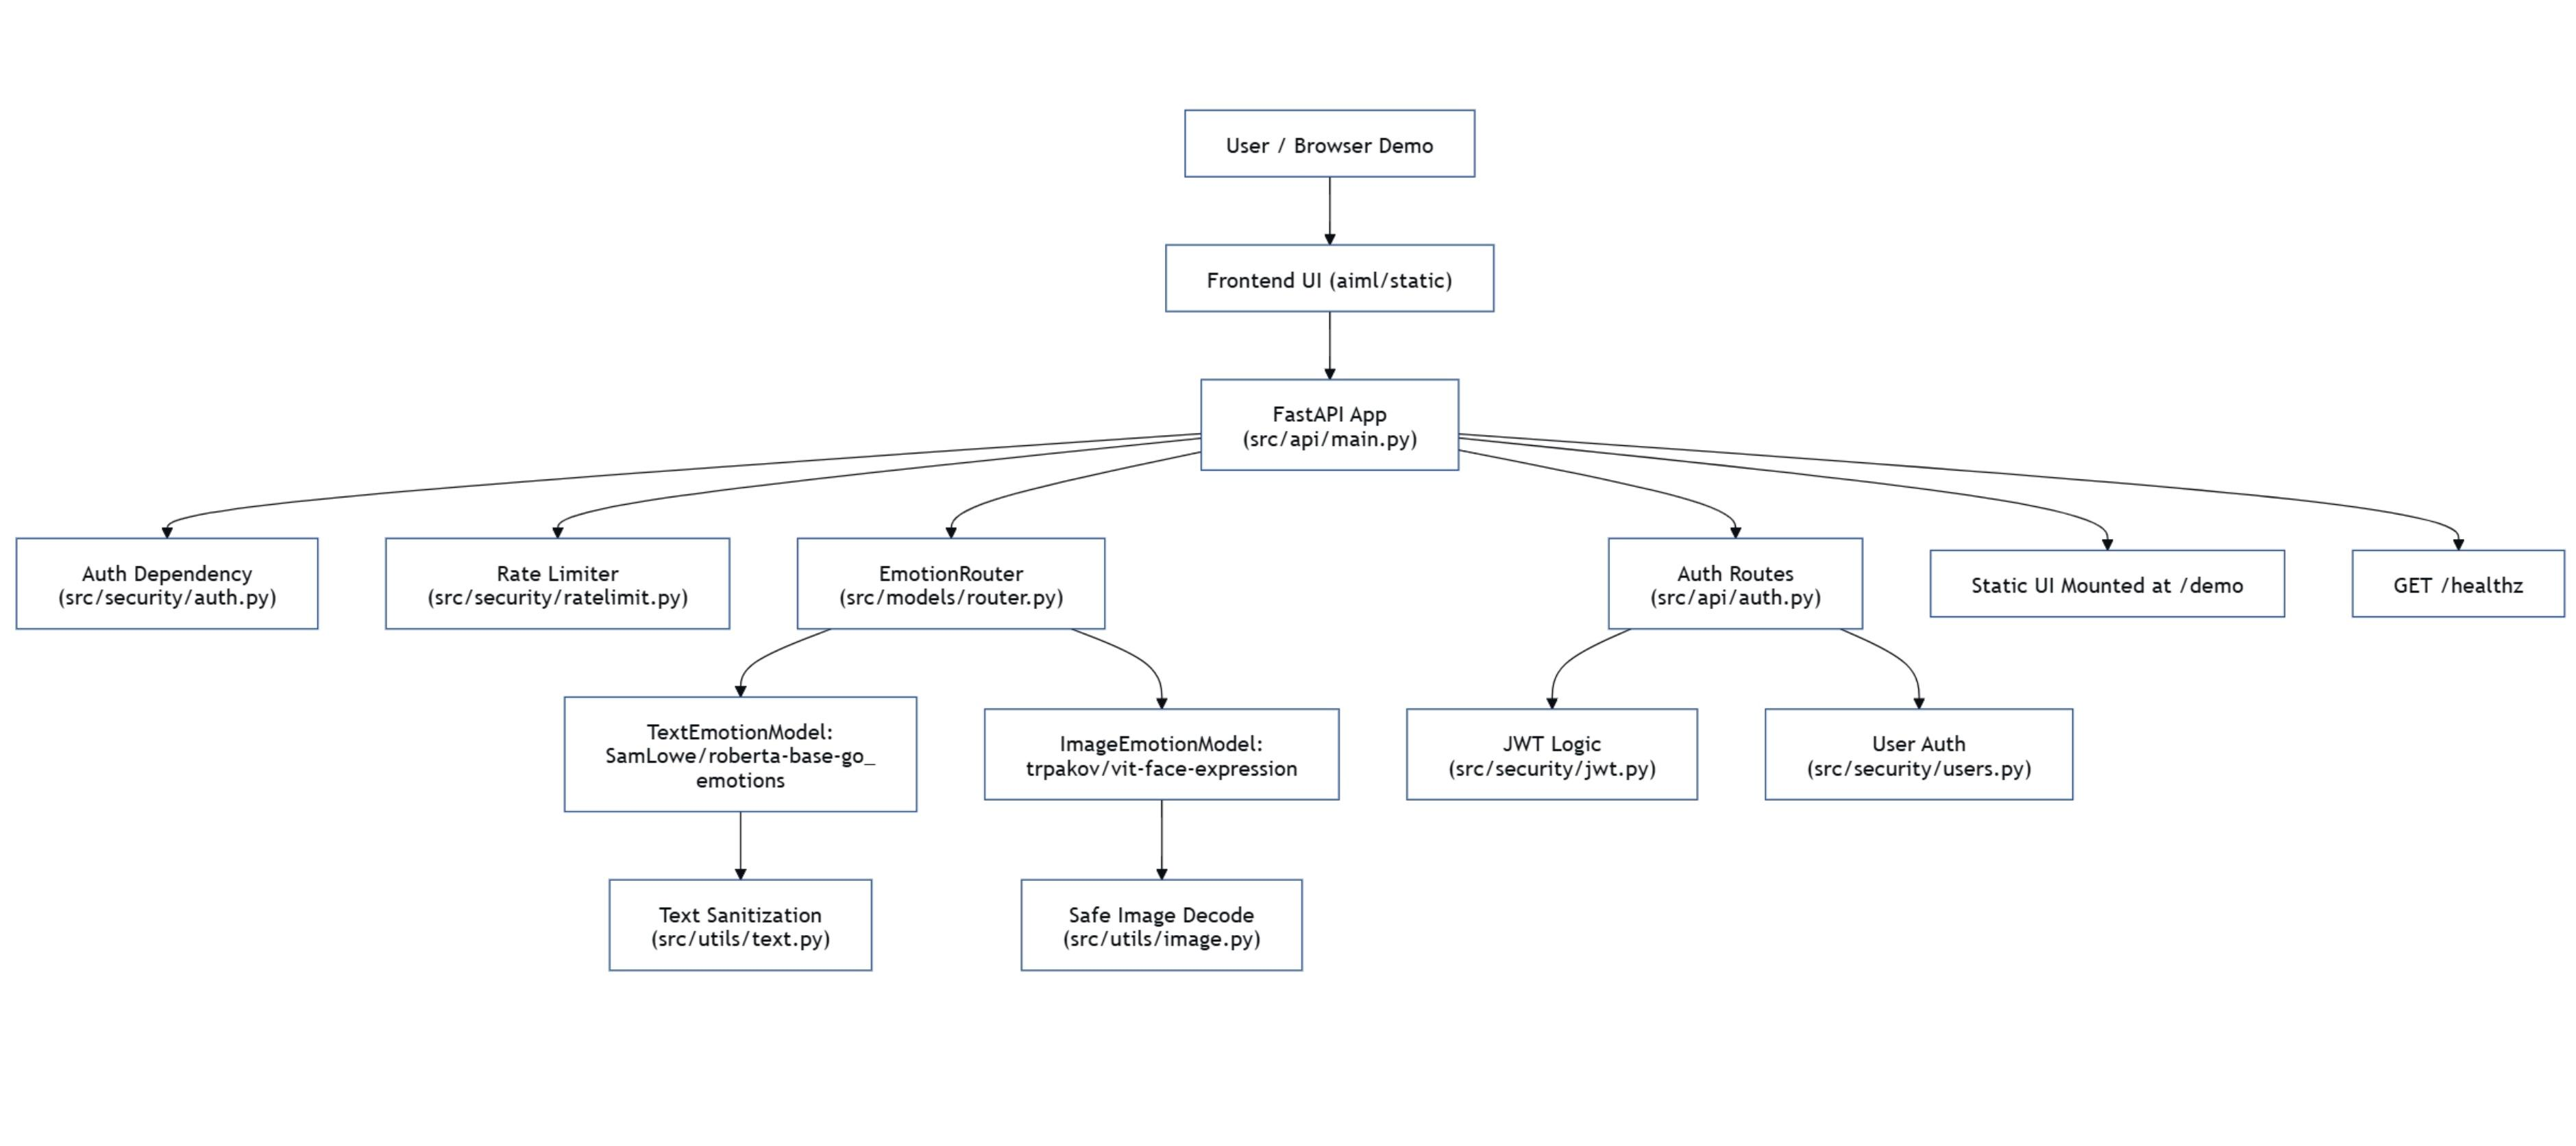 User / Browser Demo
Frontend UI (aiml/static)
FastAPI App
(src/api/main.py)
Auth Dependency
(src/security/auth.py)
Rate Limiter
(src/security/ratelimit.py)
EmotionRouter
(src/models/router.py)
Auth Routes
(src/api/auth.py)
Static UI Mounted at /demo
GET /healthz
TextEmotionModel:
SamLowe/roberta-base-go_
emotions
ImageEmotionModel:
trpakov/vit-face-expression
JWT Logic
(src/security/jwt.py)
User Auth
(src/security/users.py)
Text Sanitization
(src/utils/text.py)
Safe Image Decode
(src/utils/image.py)